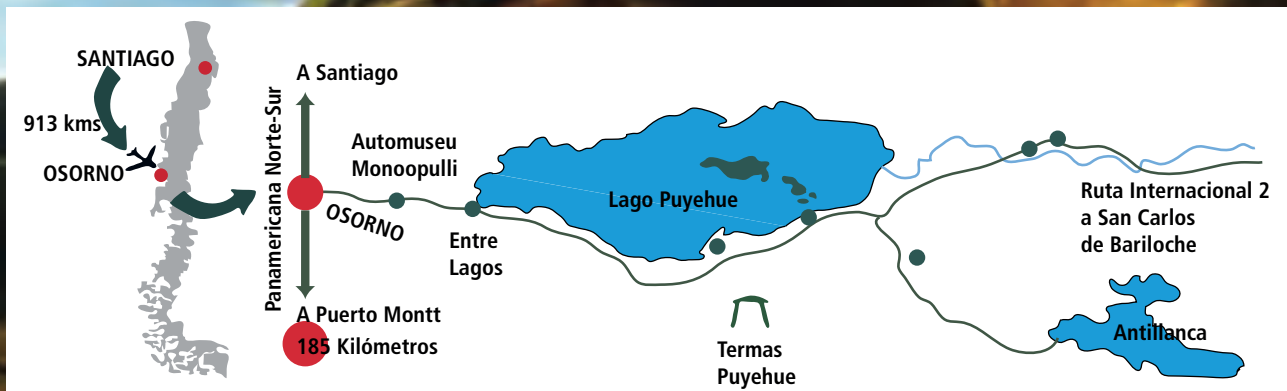 SANTIAGO
913 kms
OSORNO
Panamericana Norte-Sur
A Santiago
OSORNO
A Puerto Montt
185 Kilómetros
Automuseu
Monoopulli
Entre
Lagos
Lago Puyehue
Termas
Puyehue
Ruta Internacional 2
a San Carlos
de Bariloche
Antillanca